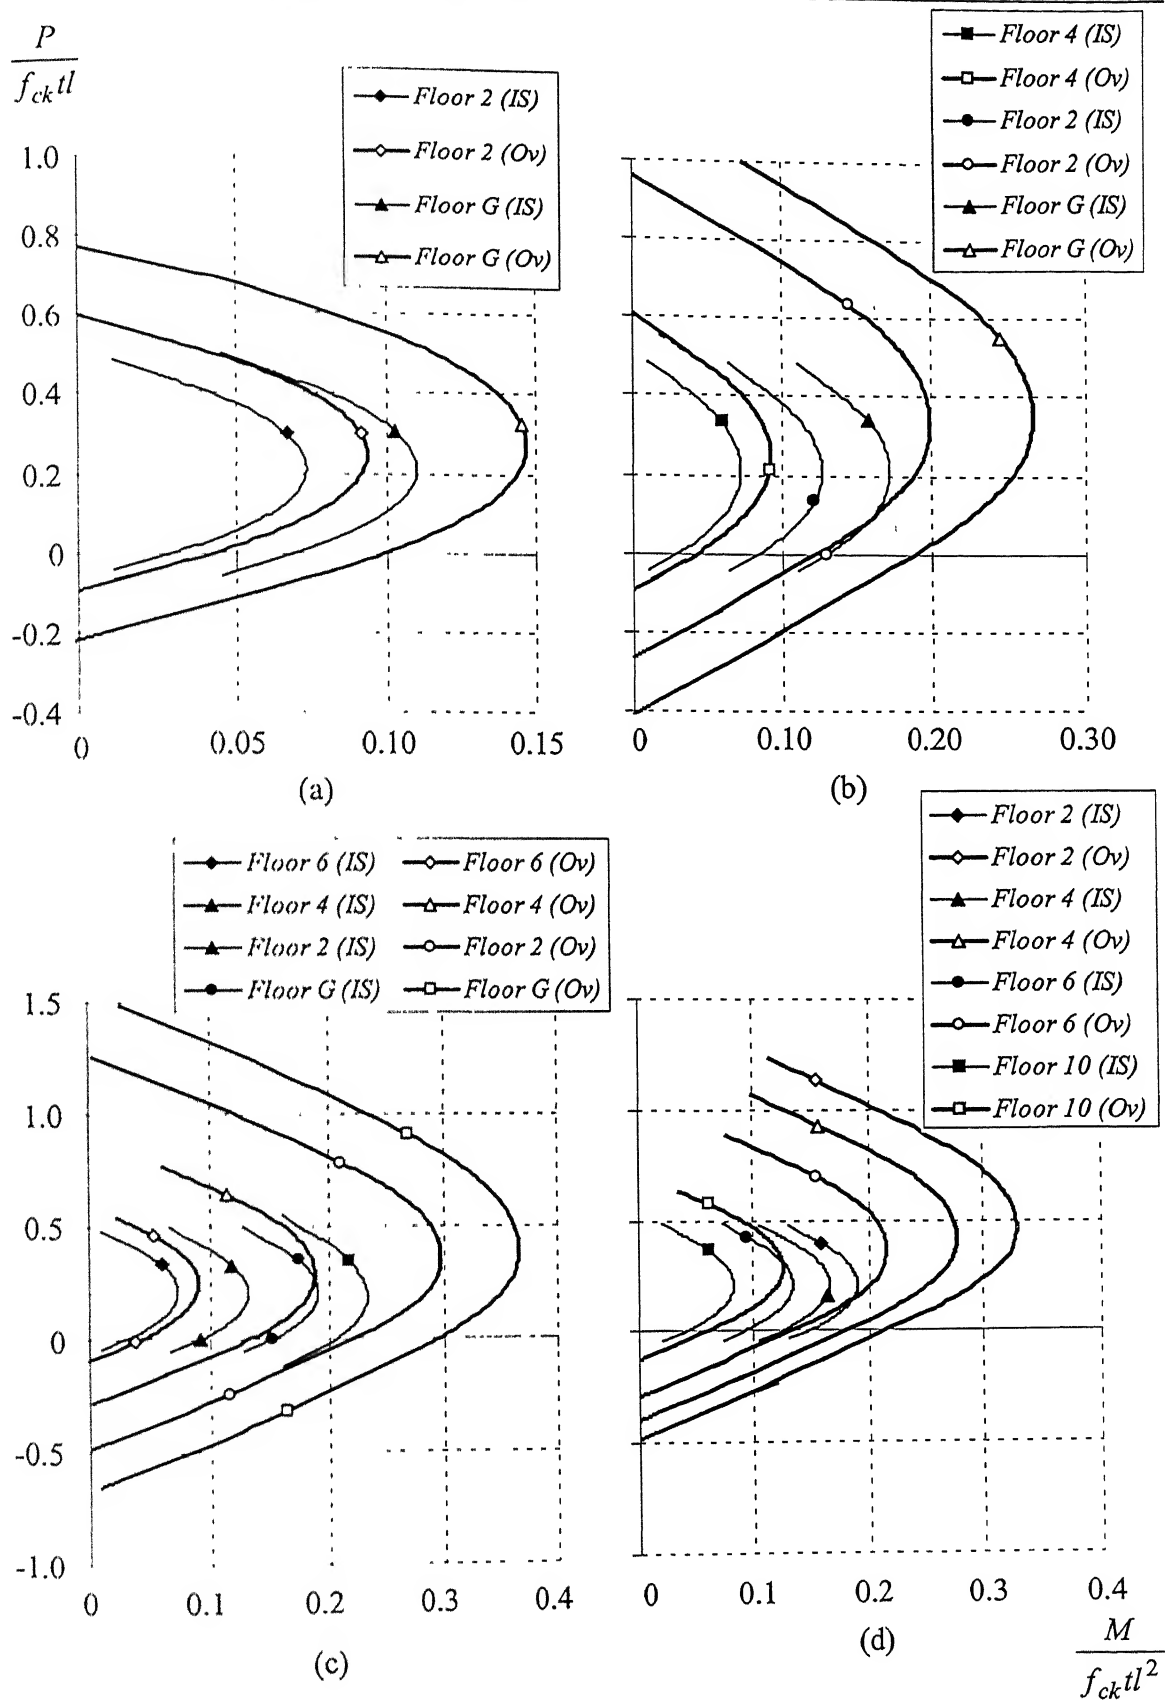 P
f_ck tl
Floor 2 (IS)
Floor 2 (Ov)
Floor G (IS)
Floor G (Ov)
1.0
0.8
0.6
0.4
0.2
0
-0.2
-0.4
0 0.05 0.10 0.15
(a)
Floor 4 (IS)
Floor 4 (Ov)
Floor 2 (IS)
Floor 2 (Ov)
Floor G (IS)
Floor G (Ov)
0 0.10 0.20 0.30
(b)
Floor 6 (IS) Floor 6 (Ov)
Floor 4 (IS) Floor 4 (Ov)
Floor 2 (IS) Floor 2 (Ov)
Floor G (IS) Floor G (Ov)
1.5
1.0
0.5
0
-0.5
-1.0
0 0.1 0.2 0.3 0.4
(c)
Floor 2 (IS)
Floor 2 (Ov)
Floor 4 (IS)
Floor 4 (Ov)
Floor 6 (IS)
Floor 6 (Ov)
Floor 10 (IS)
Floor 10 (Ov)
0 0.1 0.2 0.3 0.4
(d)
M
f_ck tl²